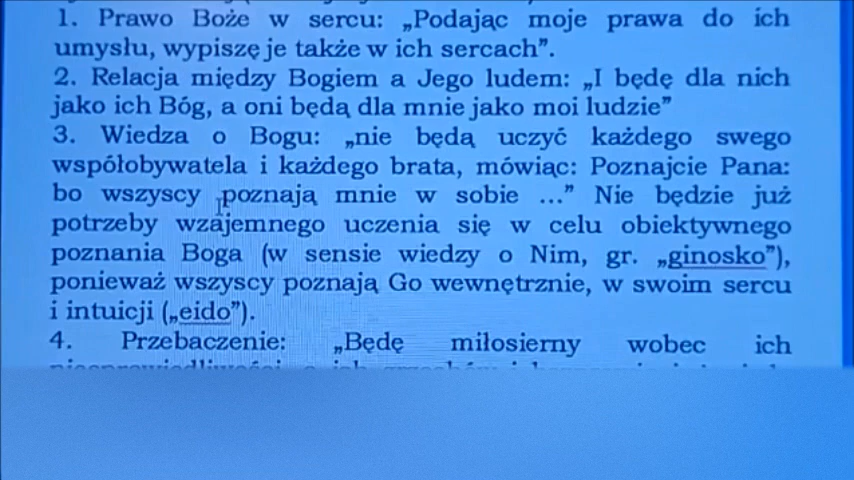 1. Prawo Boże w sercu: „Podając moje prawa do ich
umysłu, wypiszę je także w ich sercach”.
2. Relacja między Bogiem a Jego ludem: „I będę dla nich
jako ich Bóg, a oni będą dla mnie jako moi ludzie”
3. Wiedza o Bogu: „nie będą uczyć każdego swego
współobywatela i każdego brata, mówiąc: Poznajcie Pana:
bo wszyscy poznają mnie w sobie ...” Nie będzie już
potrzeby wzajemnego uczenia się w celu obiektywnego
poznania Boga (w sensie wiedzy o Nim, gr. „ginosko”),
ponieważ wszyscy poznają Go wewnętrznie, w swoim sercu
i intuicji („eido”).
4. Przebaczenie: „Będę miłosierny wobec ich